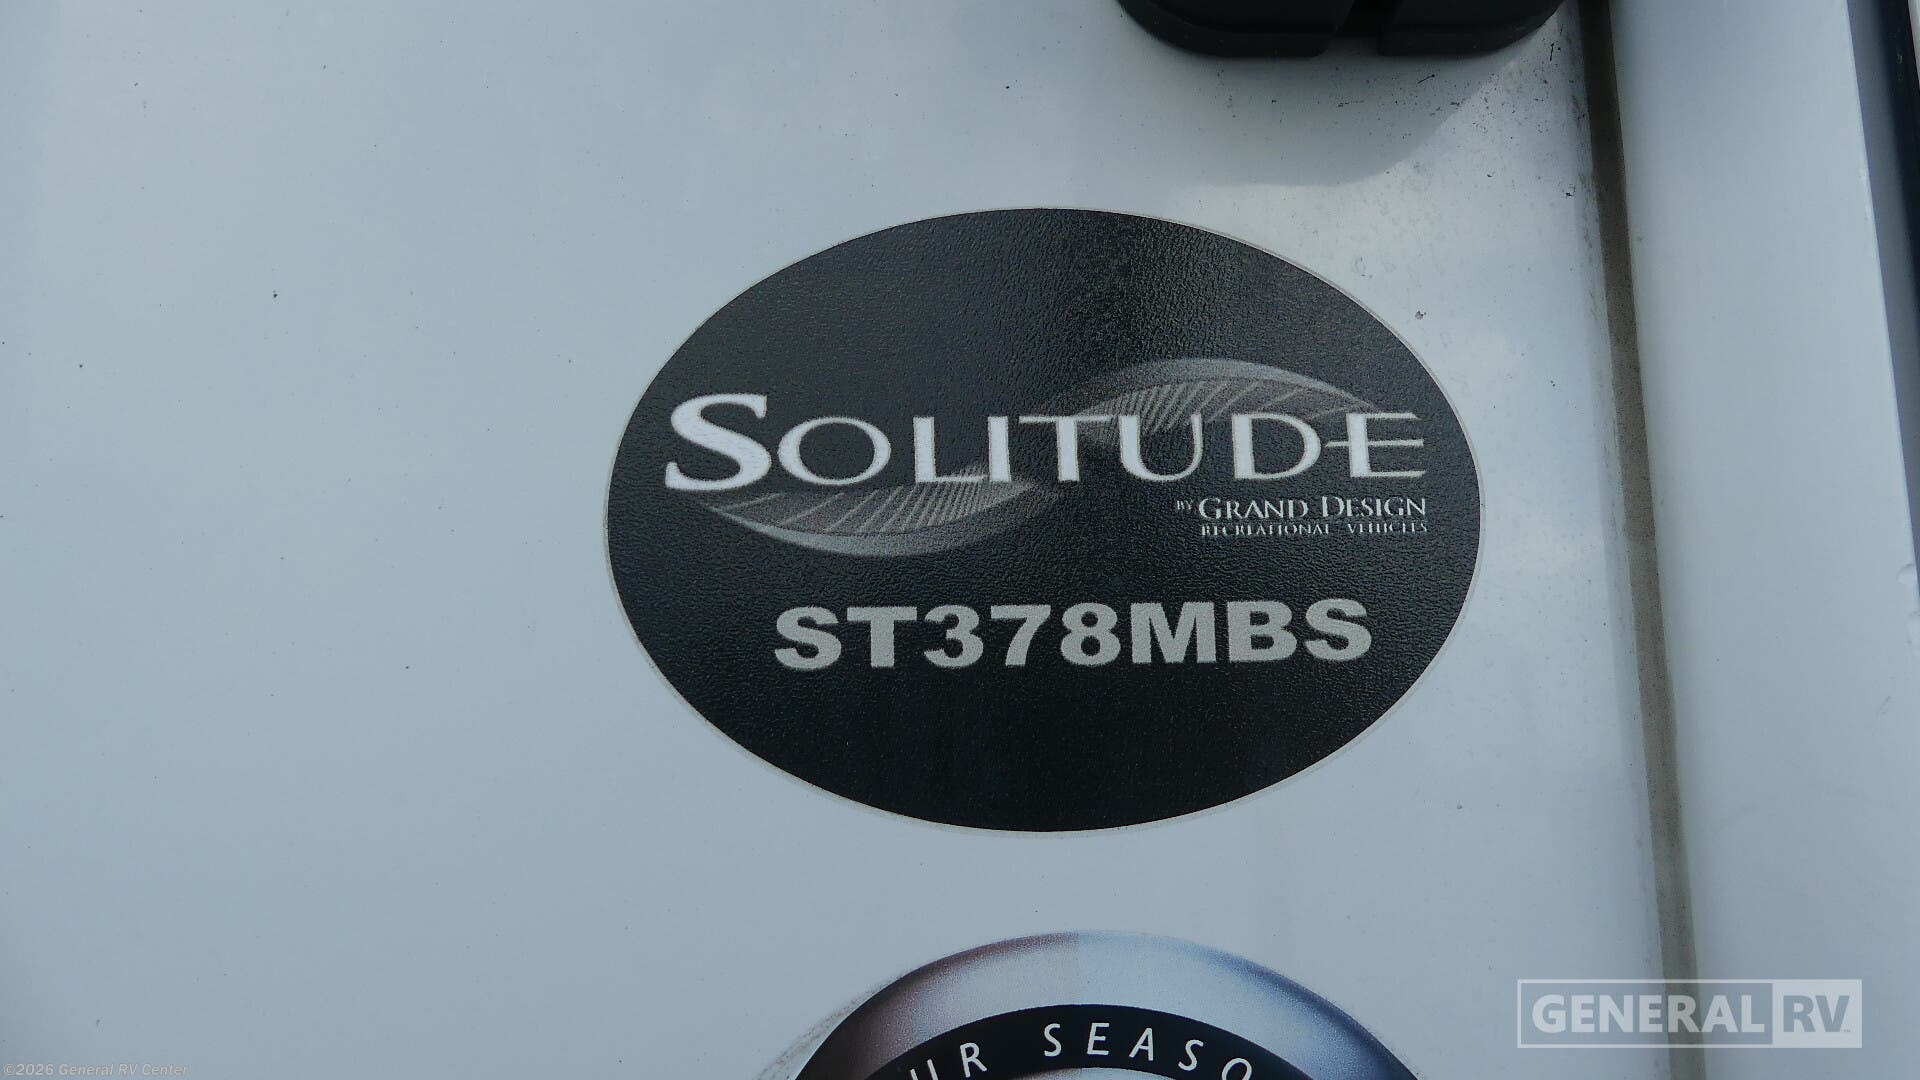 SOLITUDE
BY GRAND DESIGN
RECREATIONAL VEHICLES
ST378MBS
UR SEASO
GENERAL RV
©2026 General RV Center